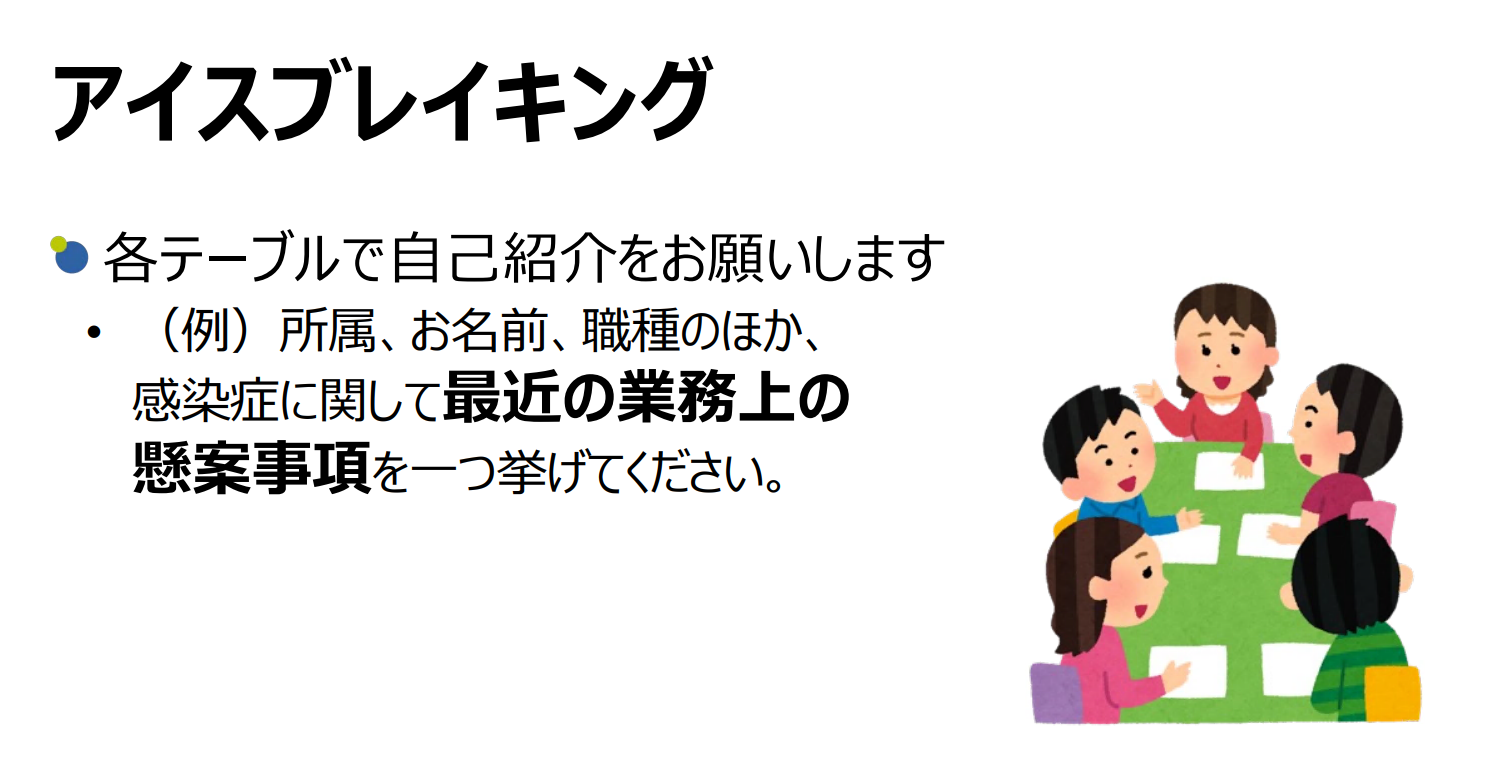 アイスブレイキング
各テーブルで自己紹介をお願いします
• （例）所属、お名前、職種のほか、
感染症に関して最近の業務上の
懸案事項を一つ挙げてください。